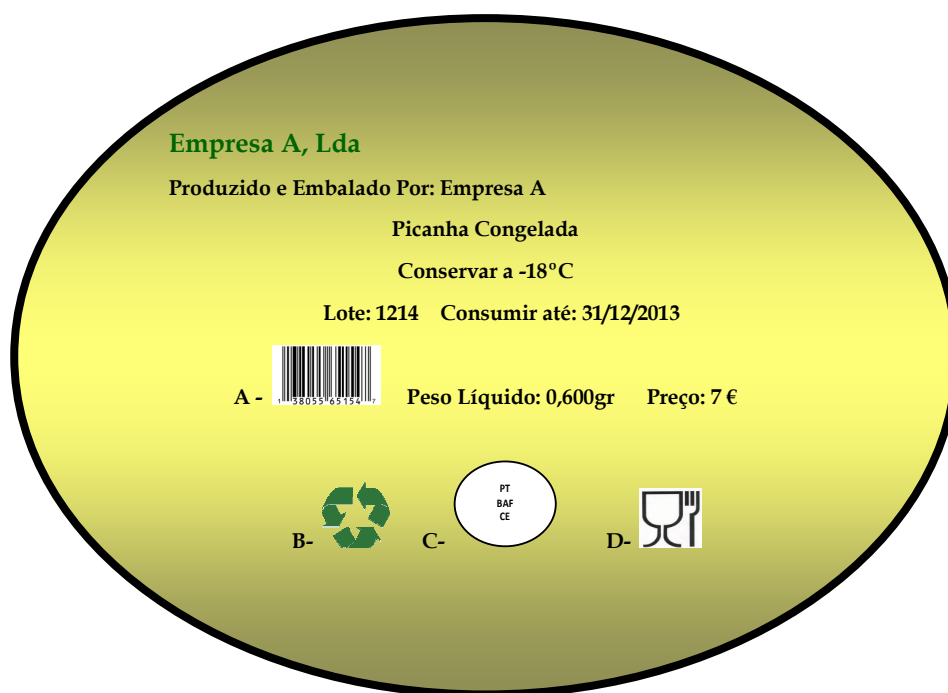 Empresa A, Lda
Produzido e Embalado Por: Empresa A
Picanha Congelada
Conservar a -18ºC
Lote: 1214 Consumir até: 31/12/2013
A - 1 38055 65154 7 Peso Líquido: 0,600gr Preço: 7 €
PT
BAF
CE
B- C- D-